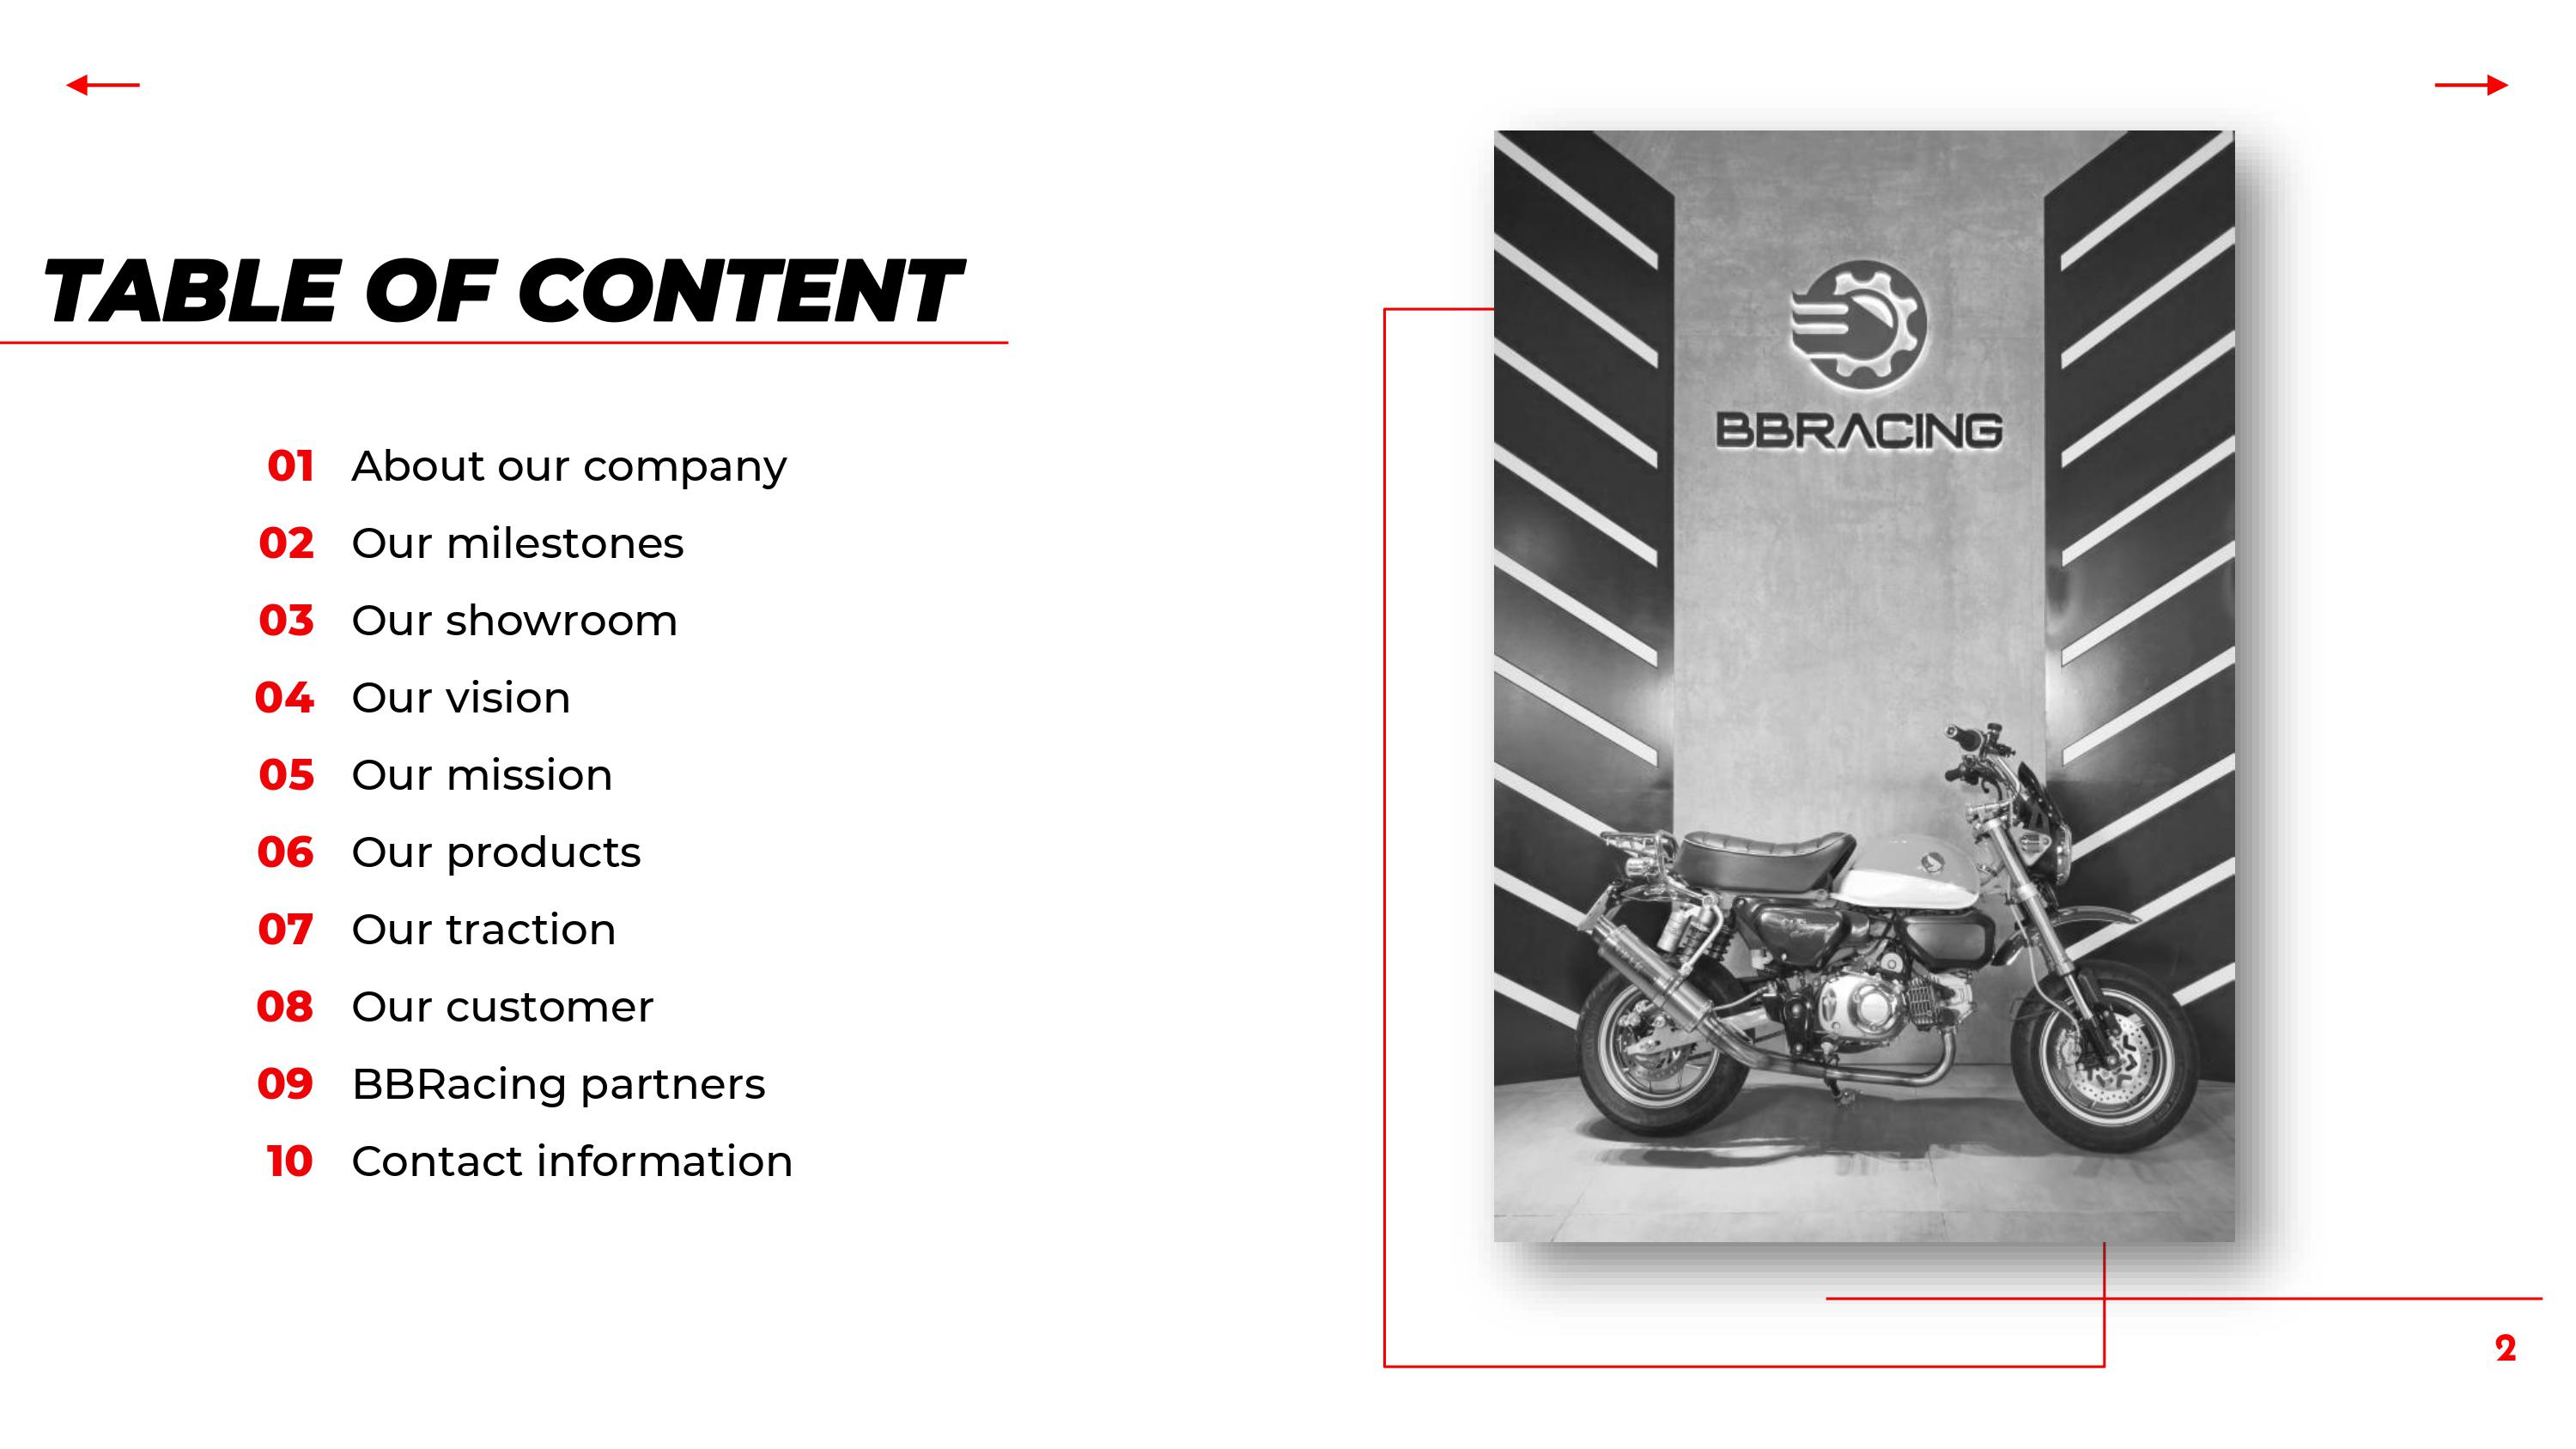 TABLE OF CONTENT
01 About our company
02 Our milestones
03 Our showroom
04 Our vision
05 Our mission
06 Our products
07 Our traction
08 Our customer
09 BBRacing partners
10 Contact information
BBRACING
2